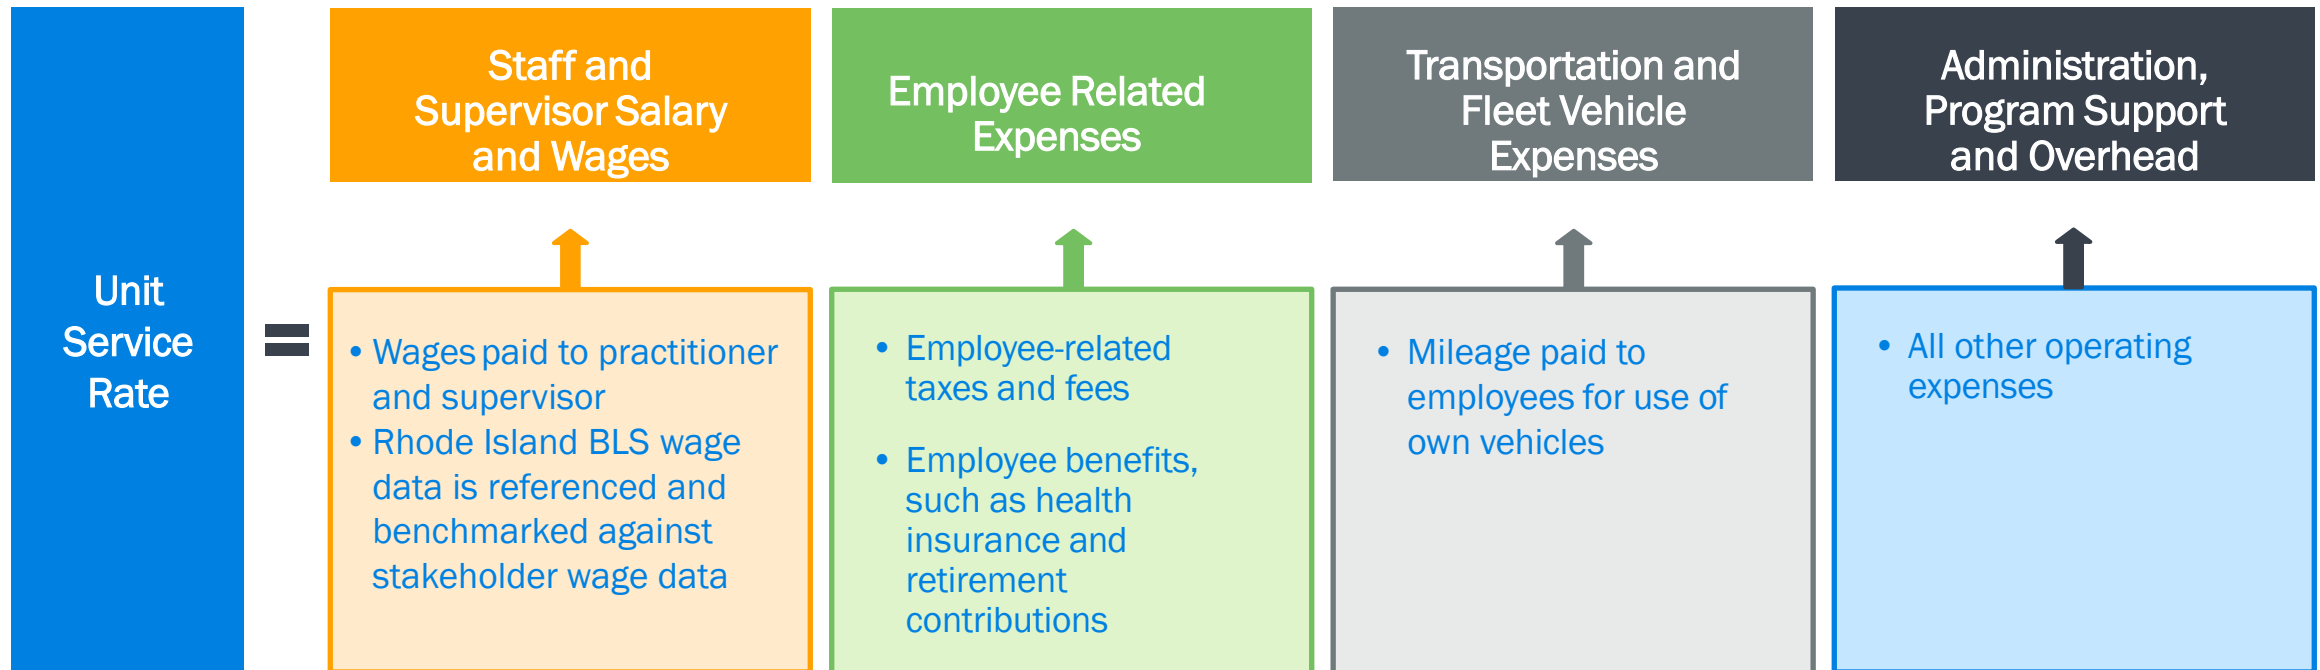 Unit
Service
Rate
=
Staff and
Supervisor Salary
and Wages
• Wages paid to practitioner
and supervisor
• Rhode Island BLS wage
data is referenced and
benchmarked against
stakeholder wage data
Employee Related
Expenses
• Employee-related
taxes and fees
• Employee benefits,
such as health
insurance and
retirement
contributions
Transportation and
Fleet Vehicle
Expenses
• Mileage paid to
employees for use of
own vehicles
Administration,
Program Support
and Overhead
• All other operating
expenses